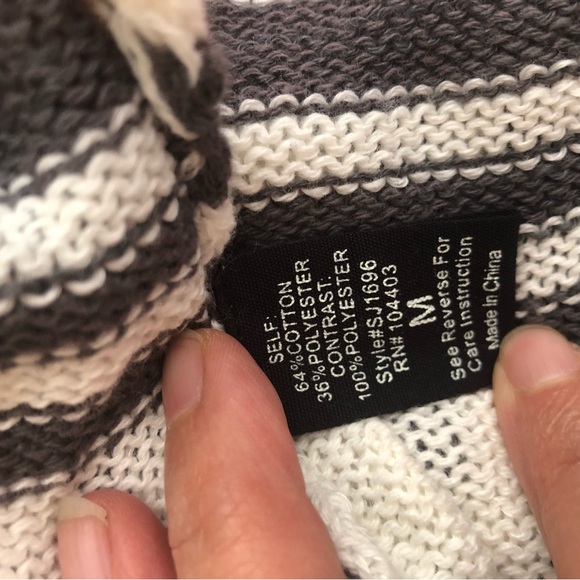 SELF:
64%COTTON
36%POLYESTER
CONTRAST:
100%POLYESTER
Style#SJ1696
RN# 104403
M
See Reverse For
Care Instruction
Made In China